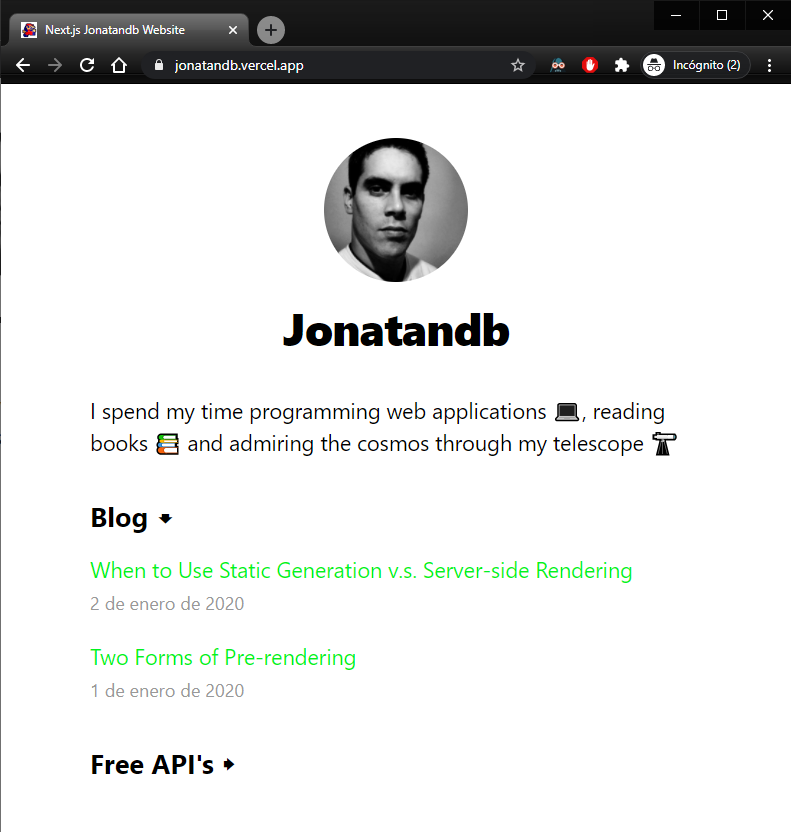 Next.js Jonatandb Website
jonatandb.vercel.app
Incógnito (2)
Jonatandb
I spend my time programming web applications 💻, reading
books 📚 and admiring the cosmos through my telescope 🔭
Blog 🡇
When to Use Static Generation v.s. Server-side Rendering
2 de enero de 2020
Two Forms of Pre-rendering
1 de enero de 2020
Free API's 🡆